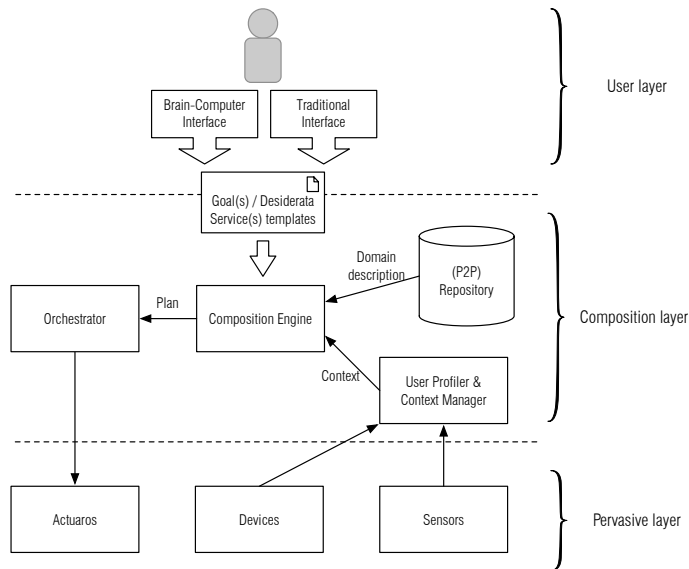 User layer
Brain-Computer
Interface
Traditional
Interface
Goal(s) / Desiderata
Service(s) templates
Domain
description
(P2P)
Repository
Plan
Orchestrator
Composition Engine
Composition layer
Context
User Profiler &
Context Manager
Actuaros
Devices
Sensors
Pervasive layer